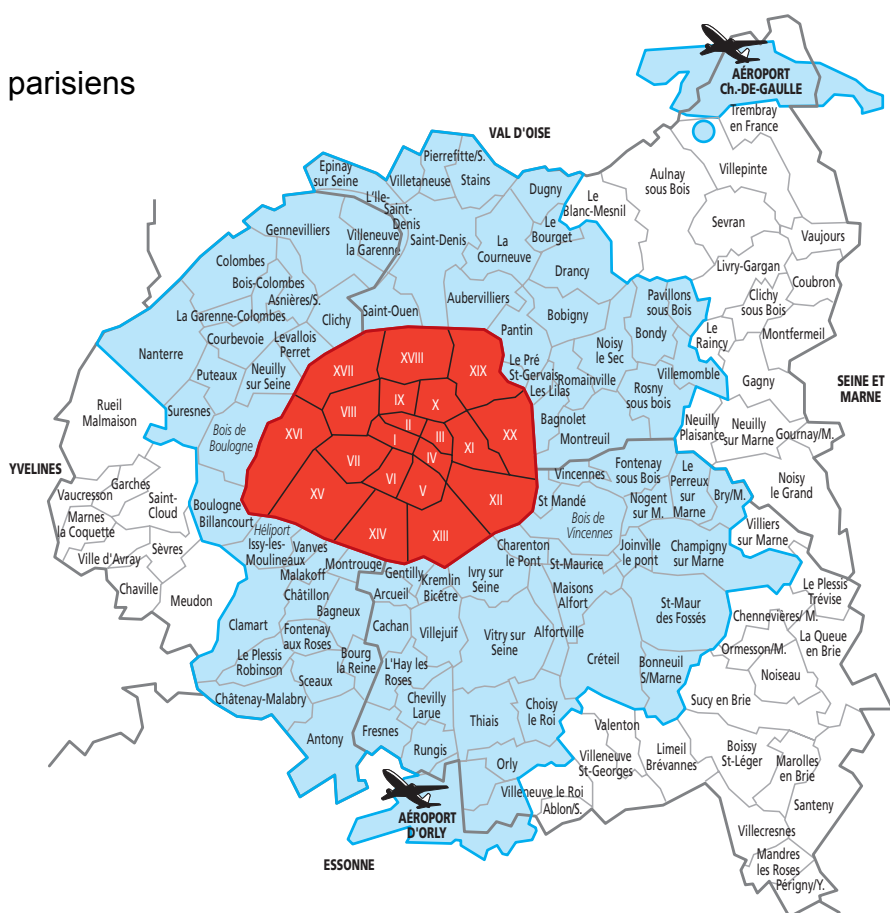 parisiens
AÉROPORT
Ch.-DE-GAULLE
Trembray
en France
VAL D'OISE
Pierrefitte/S.
Epinay
sur Seine
Villetaneuse
Stains
Dugny
Le
Blanc-Mesnil
Aulnay
sous Bois
Villepinte
L'Ile-
Saint-
Denis
Gennevilliers
Villeneuve
la Garenne
Saint-Denis
La
Courneuve
Le
Bourget
Sevran
Vaujours
Colombes
Drancy
Livry-Gargan
Coubron
Bois-Colombes
Asnières/S.
Aubervilliers
Pavillons
sous Bois
Clichy
sous Bois
La Garenne-Colombes
Clichy
Saint-Ouen
Bobigny
Bondy
Montfermeil
Courbevoie
Levallois
Perret
Pantin
Noisy
le Sec
Le
Raincy
Nanterre
XVII
XVIII
XIX
Le Pré
St-Gervais
Puteaux
Neuilly
sur Seine
Les Lilas
Romainville
Villemomble
Gagny
SEINE ET
MARNE
Rueil
Malmaison
Suresnes
VIII
IX
X
Rosny
sous bois
Bois de
Boulogne
XVI
II
I
III
IV
XI
XX
Bagnolet
Montreuil
Neuilly
Plaisance
Neuilly
sur Marne
Gournay/M.
YVELINES
VII
VI
V
XV
XII
XIV
XIII
Vincennes
Fontenay
sous Bois
Le
Perreux
sur
Marne
Bry/M.
Noisy
le Grand
Vaucresson
Garches
Saint-
Cloud
Boulogne
Billancourt
St Mandé
Nogent
sur M.
Marnes
la Coquette
Bois de
Vincennes
Villiers
sur Marne
Ville d'Avray
Sèvres
Héliport
Issy-les-
Moulineaux
Vanves
Malakoff
Montrouge
Gentilly
Kremlin
Bicêtre
Ivry sur
Seine
Charenton
le Pont
St-Maurice
Joinville
le pont
Champigny
sur Marne
Chaville
Meudon
Châtillon
Bagneux
Arcueil
Maisons
Alfort
Le Plessis
Trévise
Clamart
Fontenay
aux Roses
Cachan
Villejuif
Vitry sur
Seine
Alfortville
St-Maur
des Fossés
Chennevières/ M.
Le Plessis
Robinson
Bourg
la Reine
L'Hay les
Roses
Créteil
Bonneuil
S/Marne
Ormesson/M.
La Queue
en Brie
Sceaux
Noiseau
Châtenay-Malabry
Chevilly
Larue
Thiais
Choisy
le Roi
Sucy en Brie
Antony
Fresnes
Rungis
Orly
Valenton
Villeneuve
St-Georges
Limeil
Brévannes
Boissy
St-Léger
Marolles
en Brie
Villeneuve le Roi
Ablon/S.
Santeny
AÉROPORT
D'ORLY
Villecresnes
ESSONNE
Mandres
les Roses
Périgny/Y.